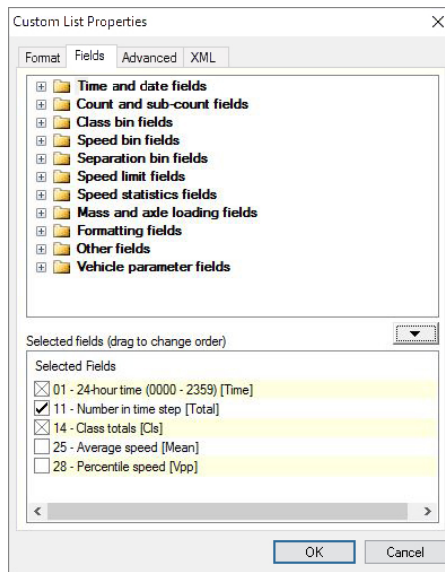 Custom List Properties
Format Fields Advanced XML
Time and date fields
Count and sub-count fields
Class bin fields
Speed bin fields
Separation bin fields
Speed limit fields
Speed statistics fields
Mass and axle loading fields
Formatting fields
Other fields
Vehicle parameter fields
Selected fields (drag to change order)
Selected Fields
01 - 24-hour time (0000 - 2359) [Time]
11 - Number in time step [Total]
14 - Class totals [Cls]
25 - Average speed [Mean]
28 - Percentile speed [Vpp]
OK Cancel